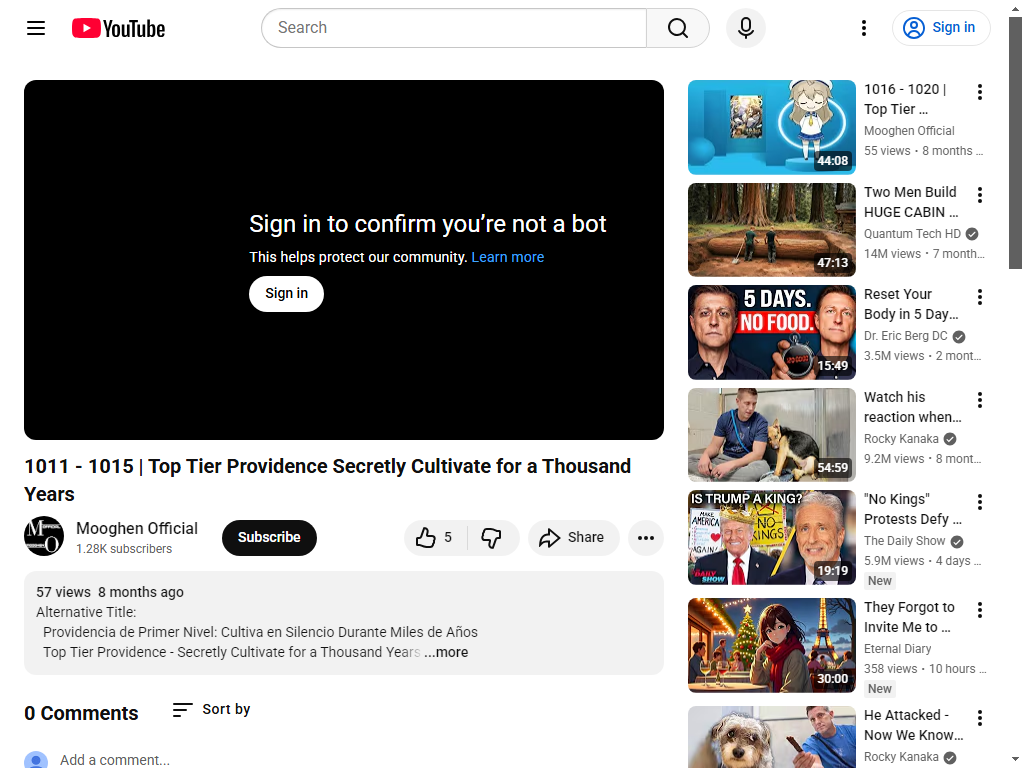 YouTube
Search
Sign in
Sign in to confirm you’re not a bot
This helps protect our community. Learn more
Sign in
1011 - 1015 | Top Tier Providence Secretly Cultivate for a Thousand
Years
Mooghen Official
1.28K subscribers
Subscribe
5
Share
57 views 8 months ago
Alternative Title:
Providencia de Primer Nivel: Cultiva en Silencio Durante Miles de Años
Top Tier Providence - Secretly Cultivate for a Thousand Years ...more
0 Comments
Sort by
Add a comment...
44:08
1016 - 1020 |
Top Tier ...
Mooghen Official
55 views • 8 months ...
47:13
Two Men Build
HUGE CABIN ...
Quantum Tech HD
14M views • 7 month...
5 DAYS.
NO FOOD.
15:49
Reset Your
Body in 5 Day...
Dr. Eric Berg DC
3.5M views • 2 mont...
54:59
Watch his
reaction when...
Rocky Kanaka
9.2M views • 8 mont...
IS TRUMP A KING?
MAKE
AMERICA
AGAIN!
NO
KINGS
DAILY
SHOW
19:19
"No Kings"
Protests Defy ...
The Daily Show
5.9M views • 4 days ...
New
30:00
They Forgot to
Invite Me to ...
Eternal Diary
358 views • 10 hours ...
New
He Attacked -
Now We Know...
Rocky Kanaka